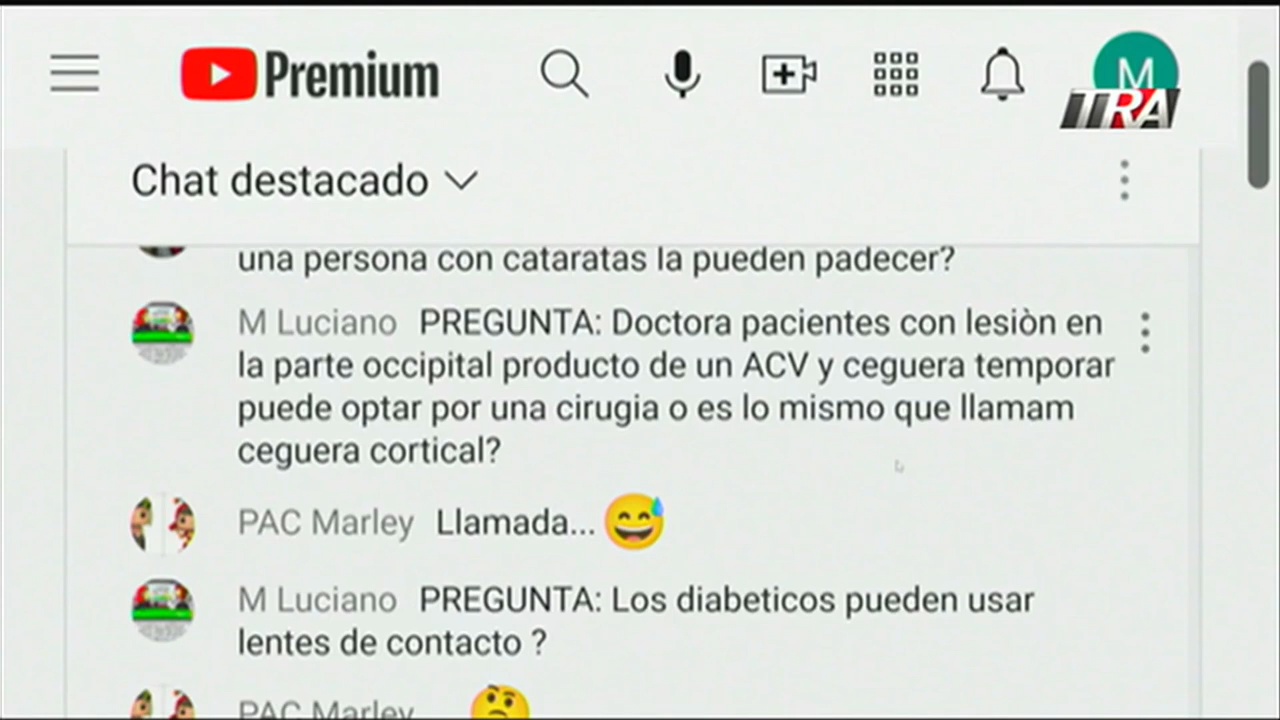 Premium
M
TRA
Chat destacado
una persona con cataratas la pueden padecer?
M Luciano PREGUNTA: Doctora pacientes con lesiòn en
la parte occipital producto de un ACV y ceguera temporar
puede optar por una cirugia o es lo mismo que llamam
ceguera cortical?
PAC Marley Llamada...
M Luciano PREGUNTA: Los diabeticos pueden usar
lentes de contacto ?
PAC Marley